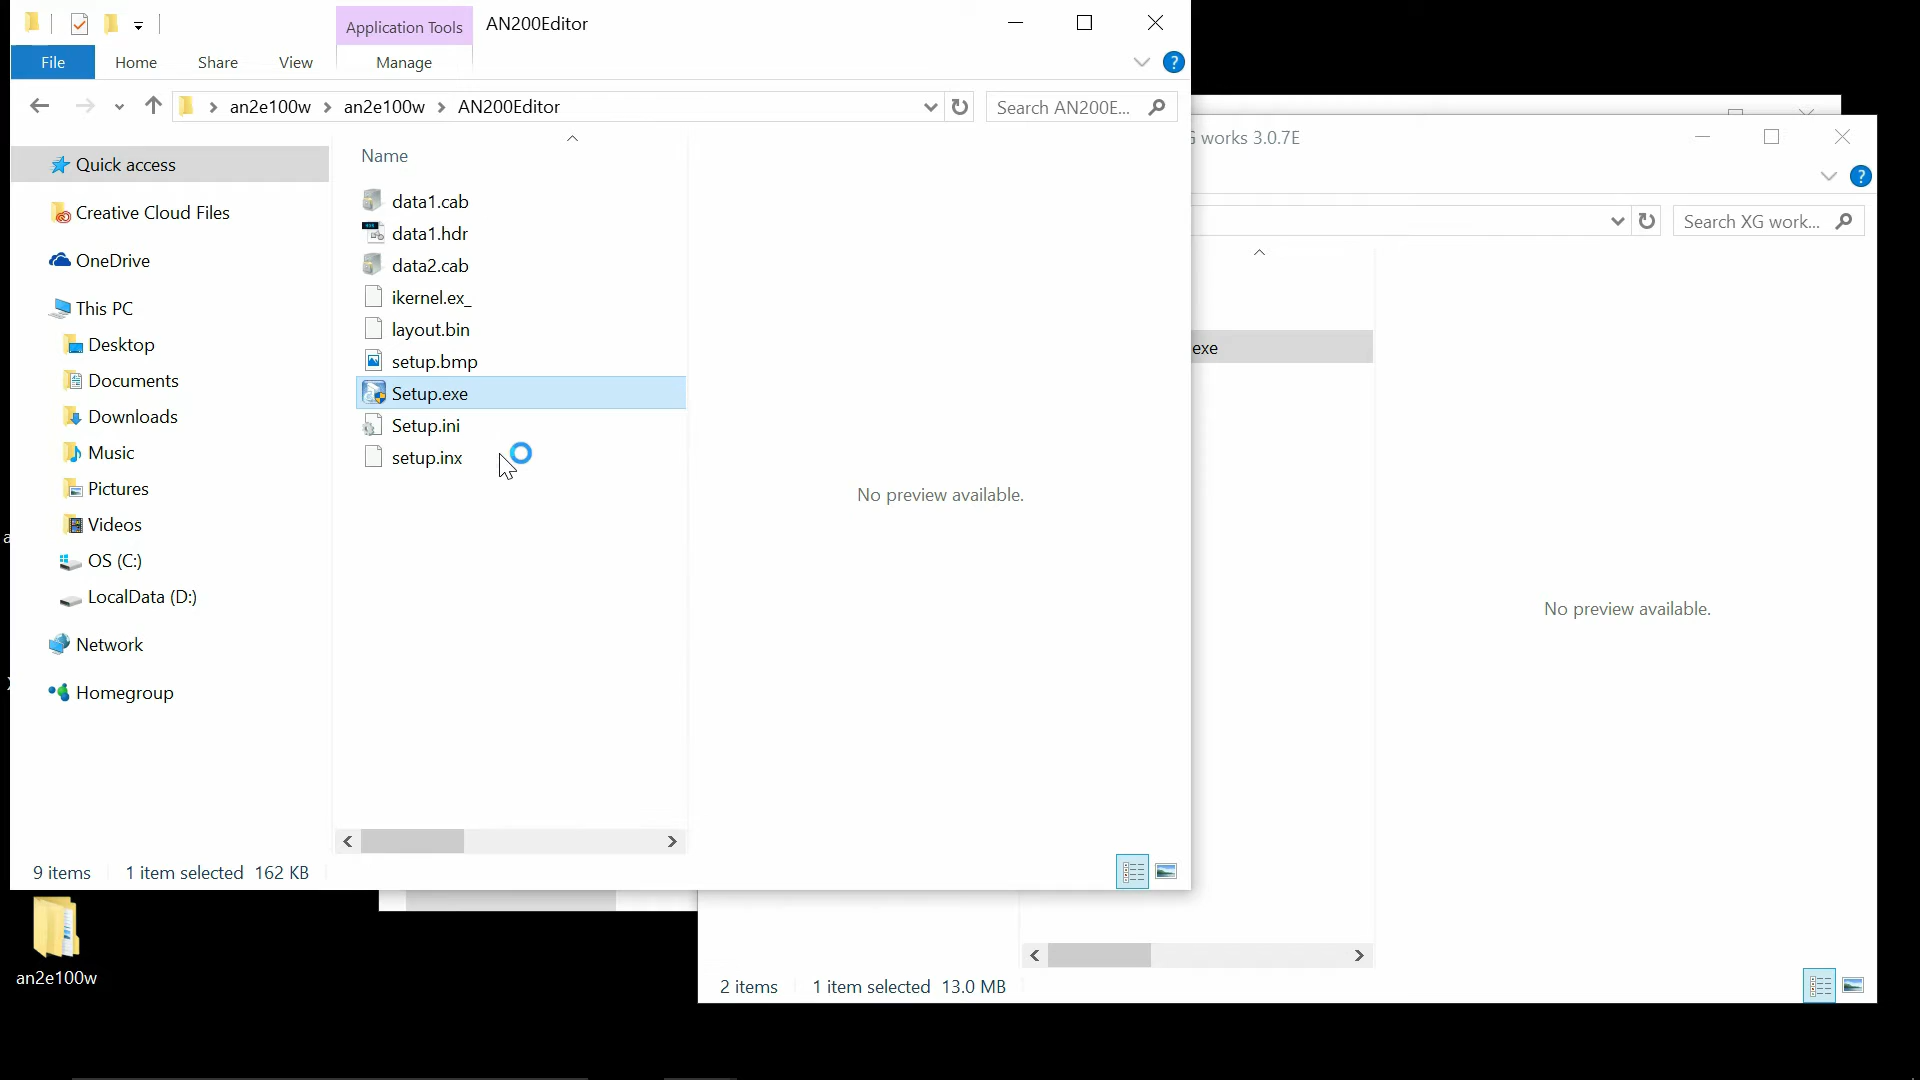 Application Tools
AN200Editor
File
Home
Share
View
Manage
an2e100w
an2e100w
AN200Editor
Search AN200E...
Quick access
Creative Cloud Files
OneDrive
This PC
Desktop
Documents
Downloads
Music
Pictures
Videos
OS (C:)
LocalData (D:)
Network
Homegroup
Name
data1.cab
data1.hdr
data2.cab
ikernel.ex_
layout.bin
setup.bmp
Setup.exe
Setup.ini
setup.inx
No preview available.
9 items
1 item selected 162 KB
works 3.0.7E
Search XG work...
exe
No preview available.
2 items
1 item selected 13.0 MB
an2e100w